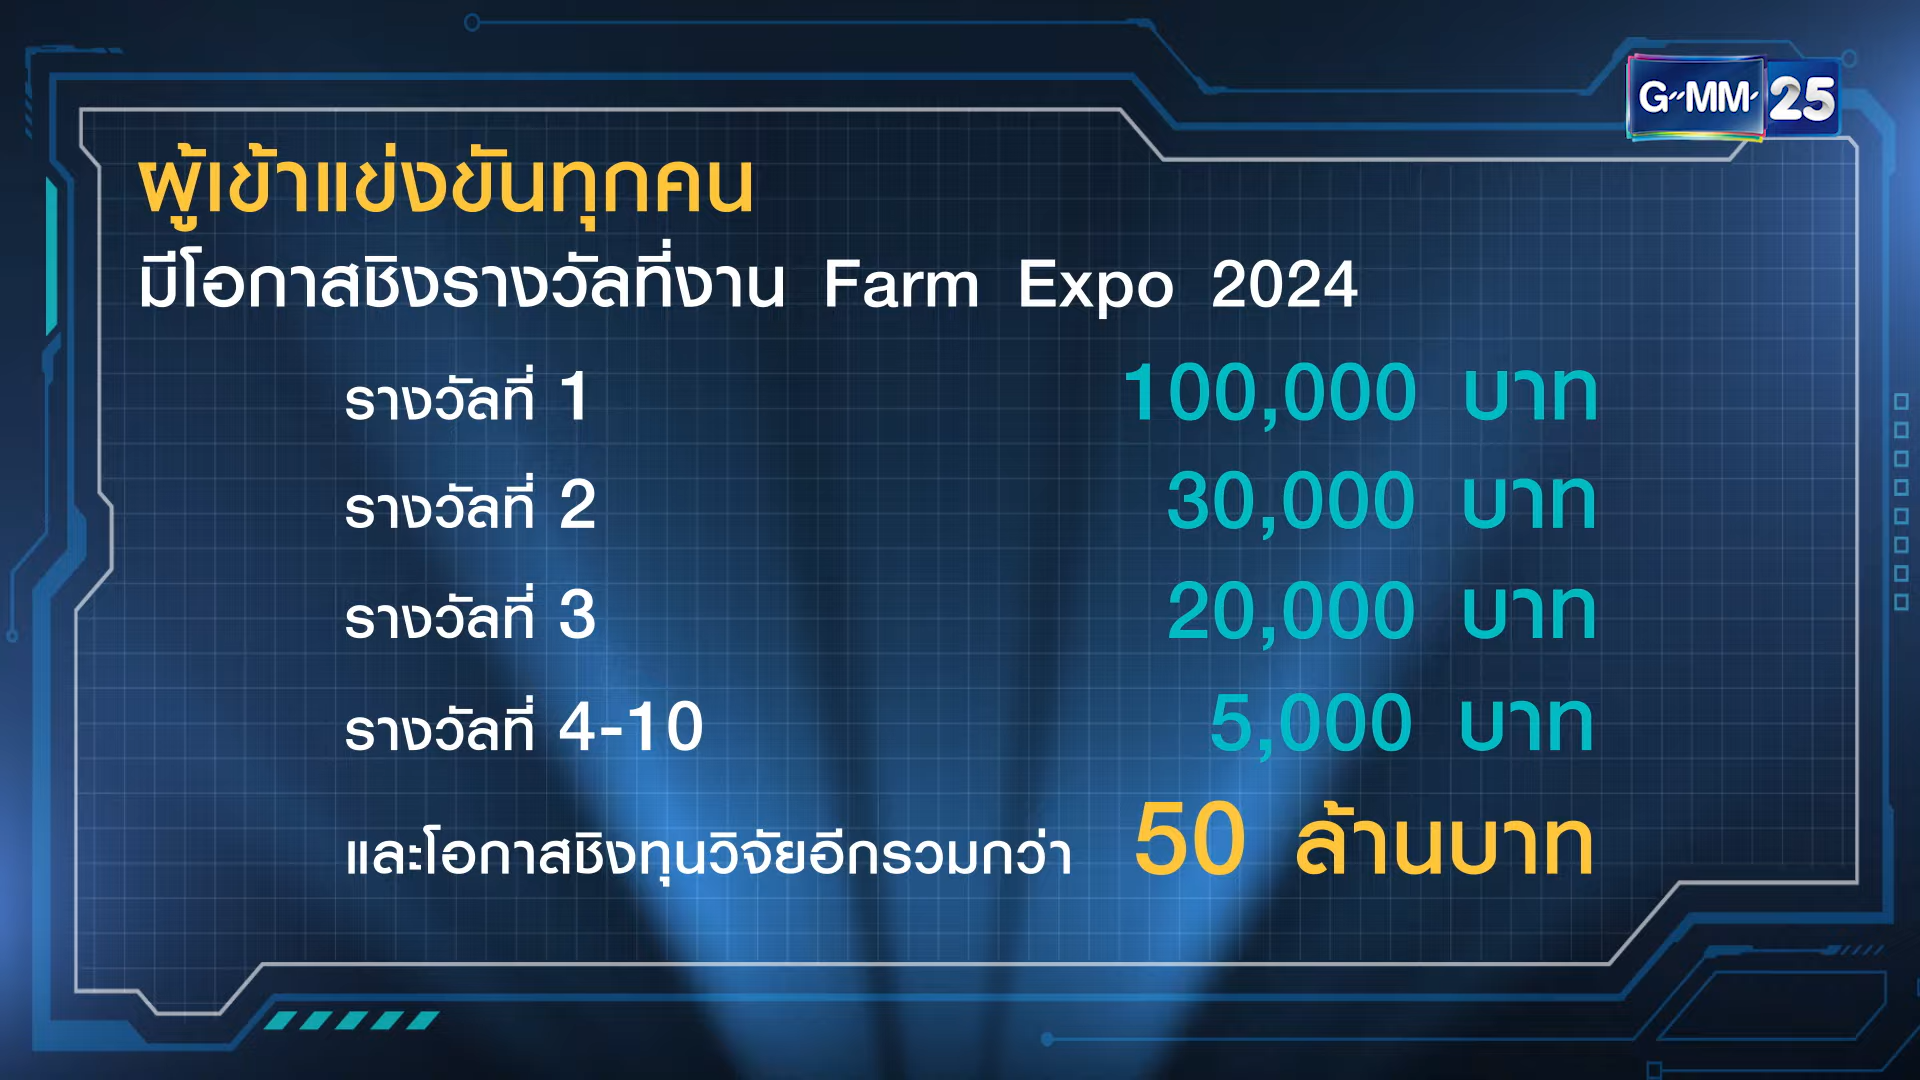 G"MM' 25
ผู้เข้าแข่งขันทุกคน
มีโอกาสชิงรางวัลที่งาน Farm Expo 2024
รางวัลที่ 1 100,000 บาท
รางวัลที่ 2 30,000 บาท
รางวัลที่ 3 20,000 บาท
รางวัลที่ 4-10 5,000 บาท
และโอกาสชิงทุนวิจัยอีกรวมกว่า 50 ล้านบาท